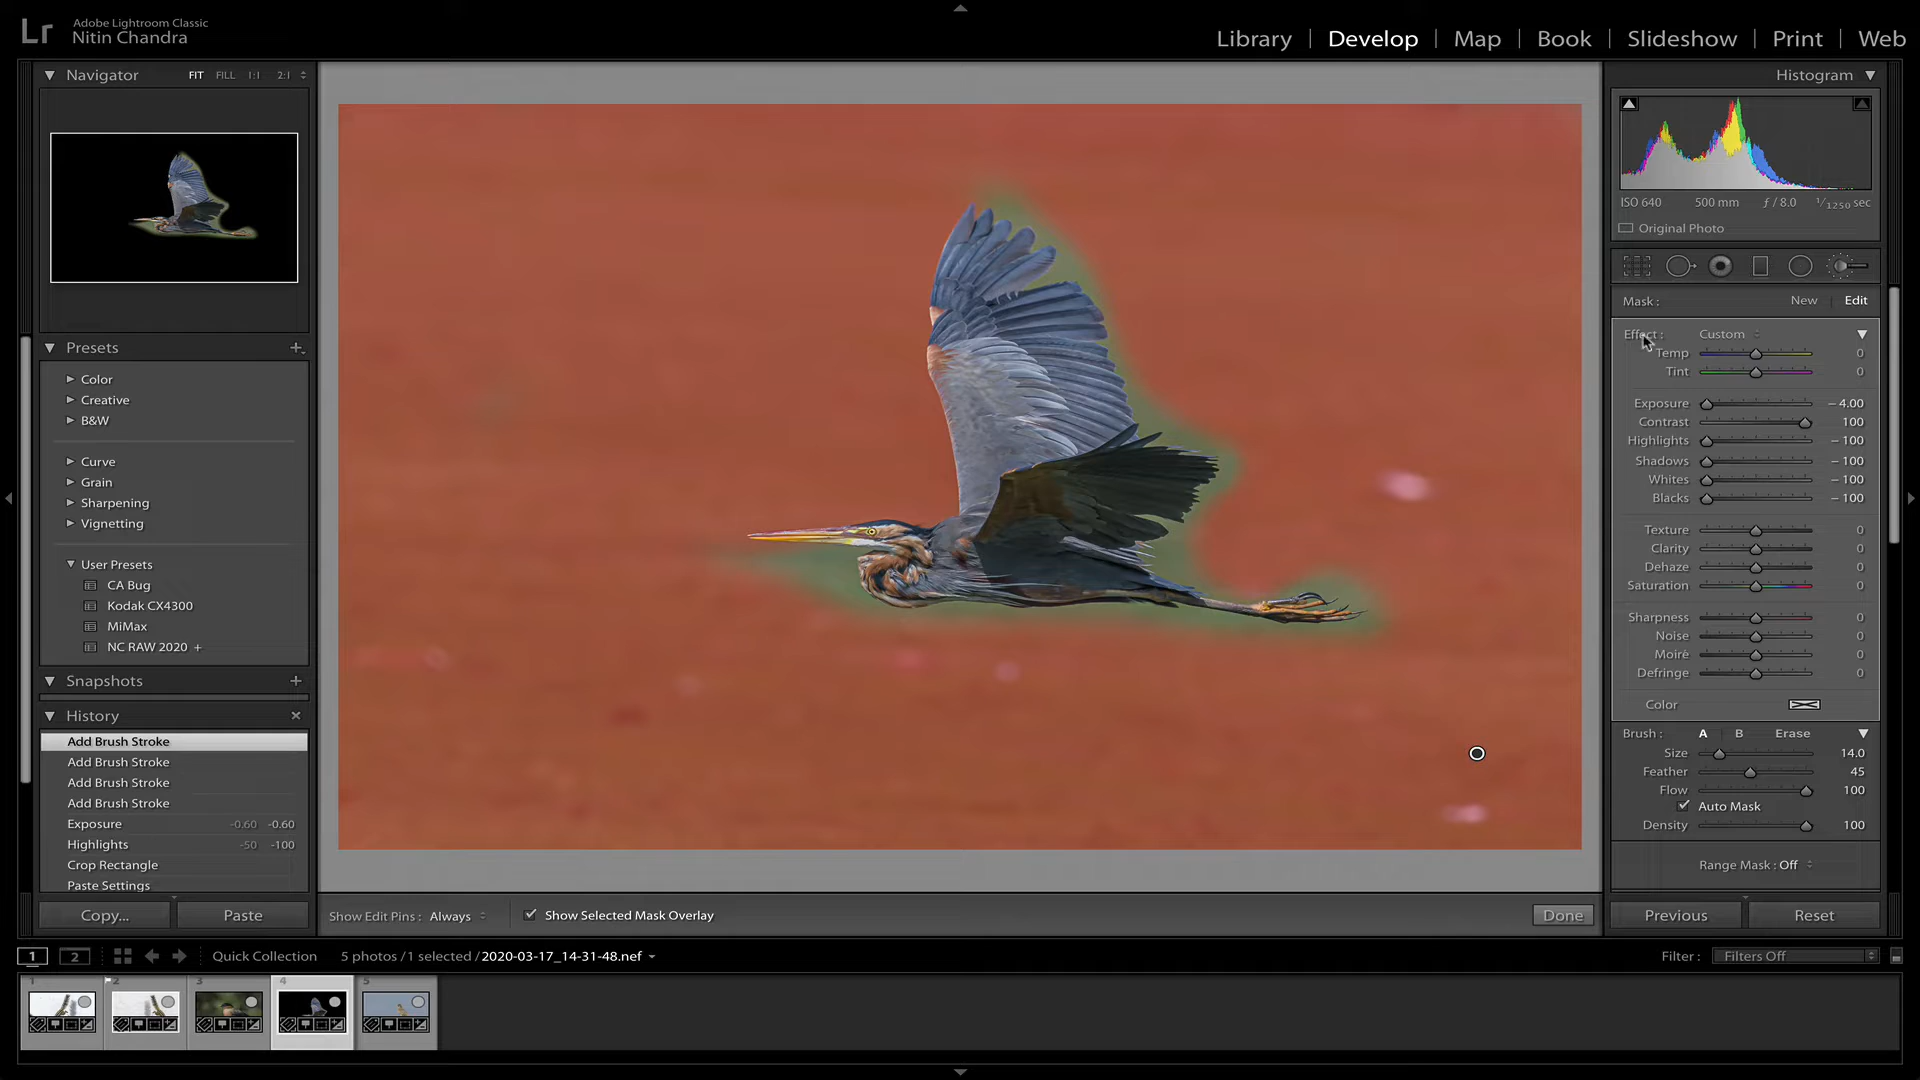 Lr
Adobe Lightroom Classic
Nitin Chandra
Library | Develop | Map | Book | Slideshow | Print | Web
Navigator FIT FILL 1:1 2:1
Presets +
Color
Creative
B&W
Curve
Grain
Sharpening
Vignetting
User Presets
CA Bug
Kodak CX4300
MiMax
NC RAW 2020 +
Snapshots +
History ×
Add Brush Stroke
Add Brush Stroke
Add Brush Stroke
Add Brush Stroke
Exposure -0.60 -0.60
Highlights -50 -100
Crop Rectangle
Paste Settings
Copy... Paste
Show Edit Pins : Always Show Selected Mask Overlay Done
Histogram
ISO 640 500 mm ƒ / 8.0 1/1250 sec
Original Photo
Mask : New Edit
Effect : Custom
Temp 0
Tint 0
Exposure – 4.00
Contrast 100
Highlights – 100
Shadows – 100
Whites – 100
Blacks – 100
Texture 0
Clarity 0
Dehaze 0
Saturation 0
Sharpness 0
Noise 0
Moiré 0
Defringe 0
Color
Brush : A B Erase
Size 14.0
Feather 45
Flow 100
Auto Mask
Density 100
Range Mask : Off
Previous Reset
1 2 Quick Collection 5 photos / 1 selected / 2020-03-17_14-31-48.nef Filter : Filters Off
1 2 3 4 5